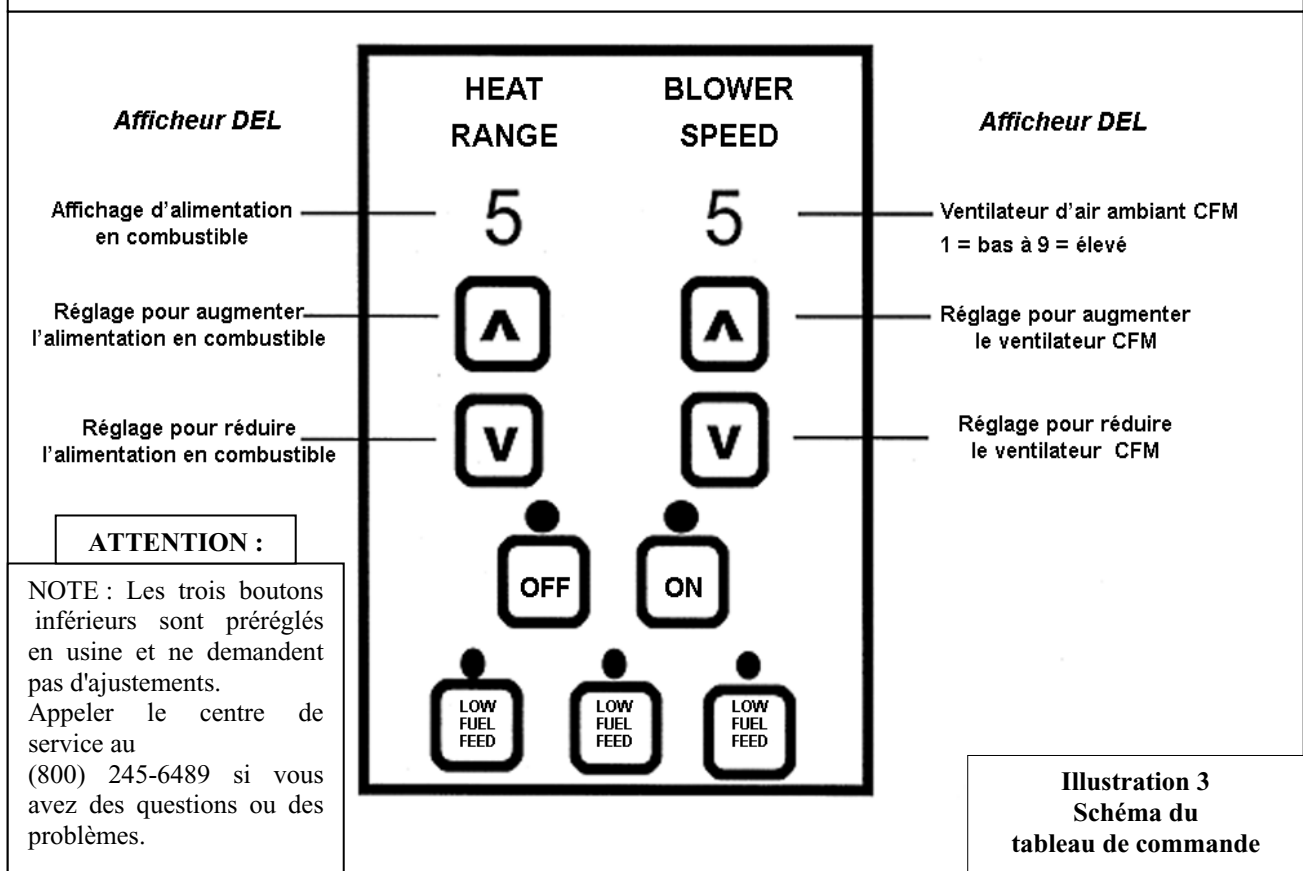 HEAT
RANGE
BLOWER
SPEED
Afficheur DEL
Afficheur DEL
5
5
Affichage d'alimentation
en combustible
Ventilateur d'air ambiant CFM
1 = bas à 9 = élevé
Réglage pour augmenter
l'alimentation en combustible
Λ
Λ
Réglage pour augmenter
le ventilateur CFM
Réglage pour réduire
l'alimentation en combustible
V
V
Réglage pour réduire
le ventilateur CFM
OFF
ON
LOW
FUEL
FEED
LOW
FUEL
FEED
LOW
FUEL
FEED
ATTENTION :
NOTE : Les trois boutons
inférieurs sont préréglés
en usine et ne demandent
pas d'ajustements.
Appeler le centre de
service au
(800) 245-6489 si vous
avez des questions ou des
problèmes.
Illustration 3
Schéma du
tableau de commande